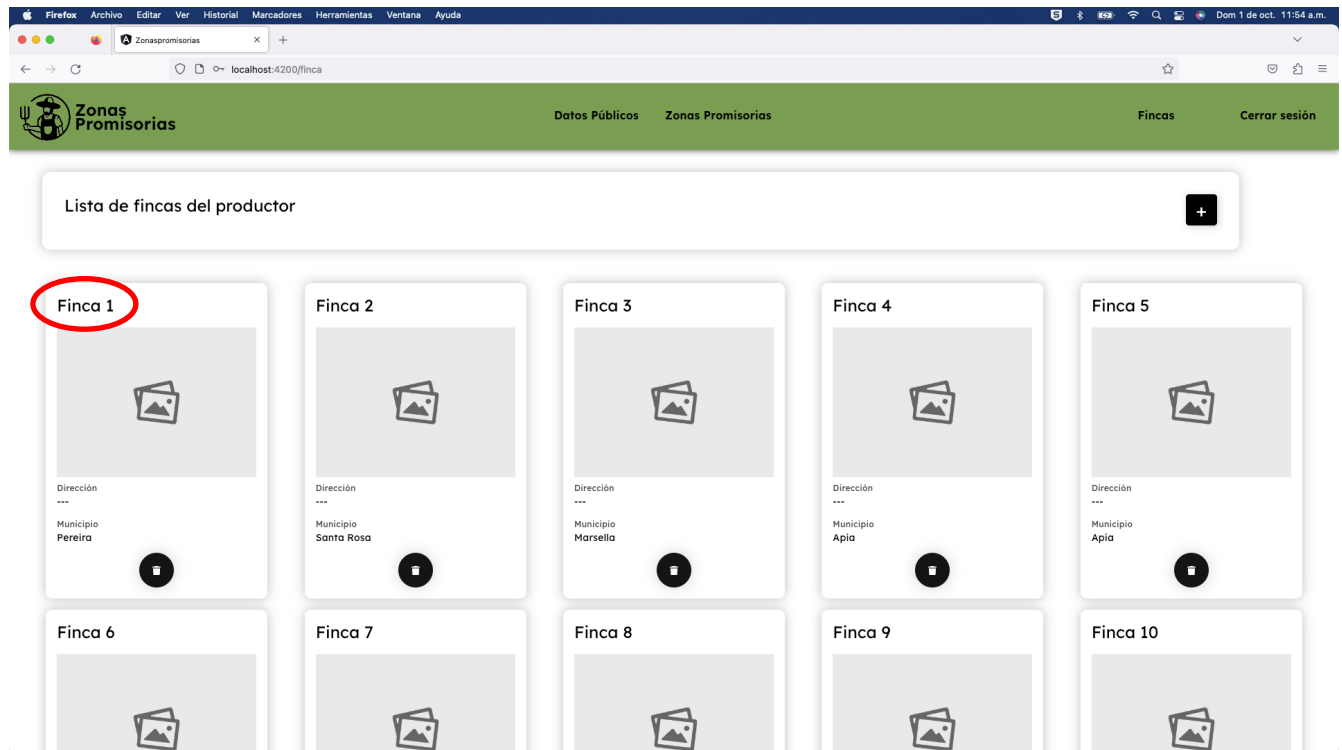 Firefox Archivo Editar Ver Historial Marcadores Herramientas Ventana Ayuda Dom 1 de oct. 11:54 a.m.
Zonaspromisorias
localhost:4200/finca
Zonas
Promisorias
Datos Públicos Zonas Promisorias Fincas Cerrar sesión
Lista de fincas del productor
+
Finca 1 Finca 2 Finca 3 Finca 4 Finca 5
Dirección Dirección Dirección Dirección Dirección
--- --- --- --- ---
Municipio Municipio Municipio Municipio Municipio
Pereira Santa Rosa Marsella Apia Apia
Finca 6 Finca 7 Finca 8 Finca 9 Finca 10